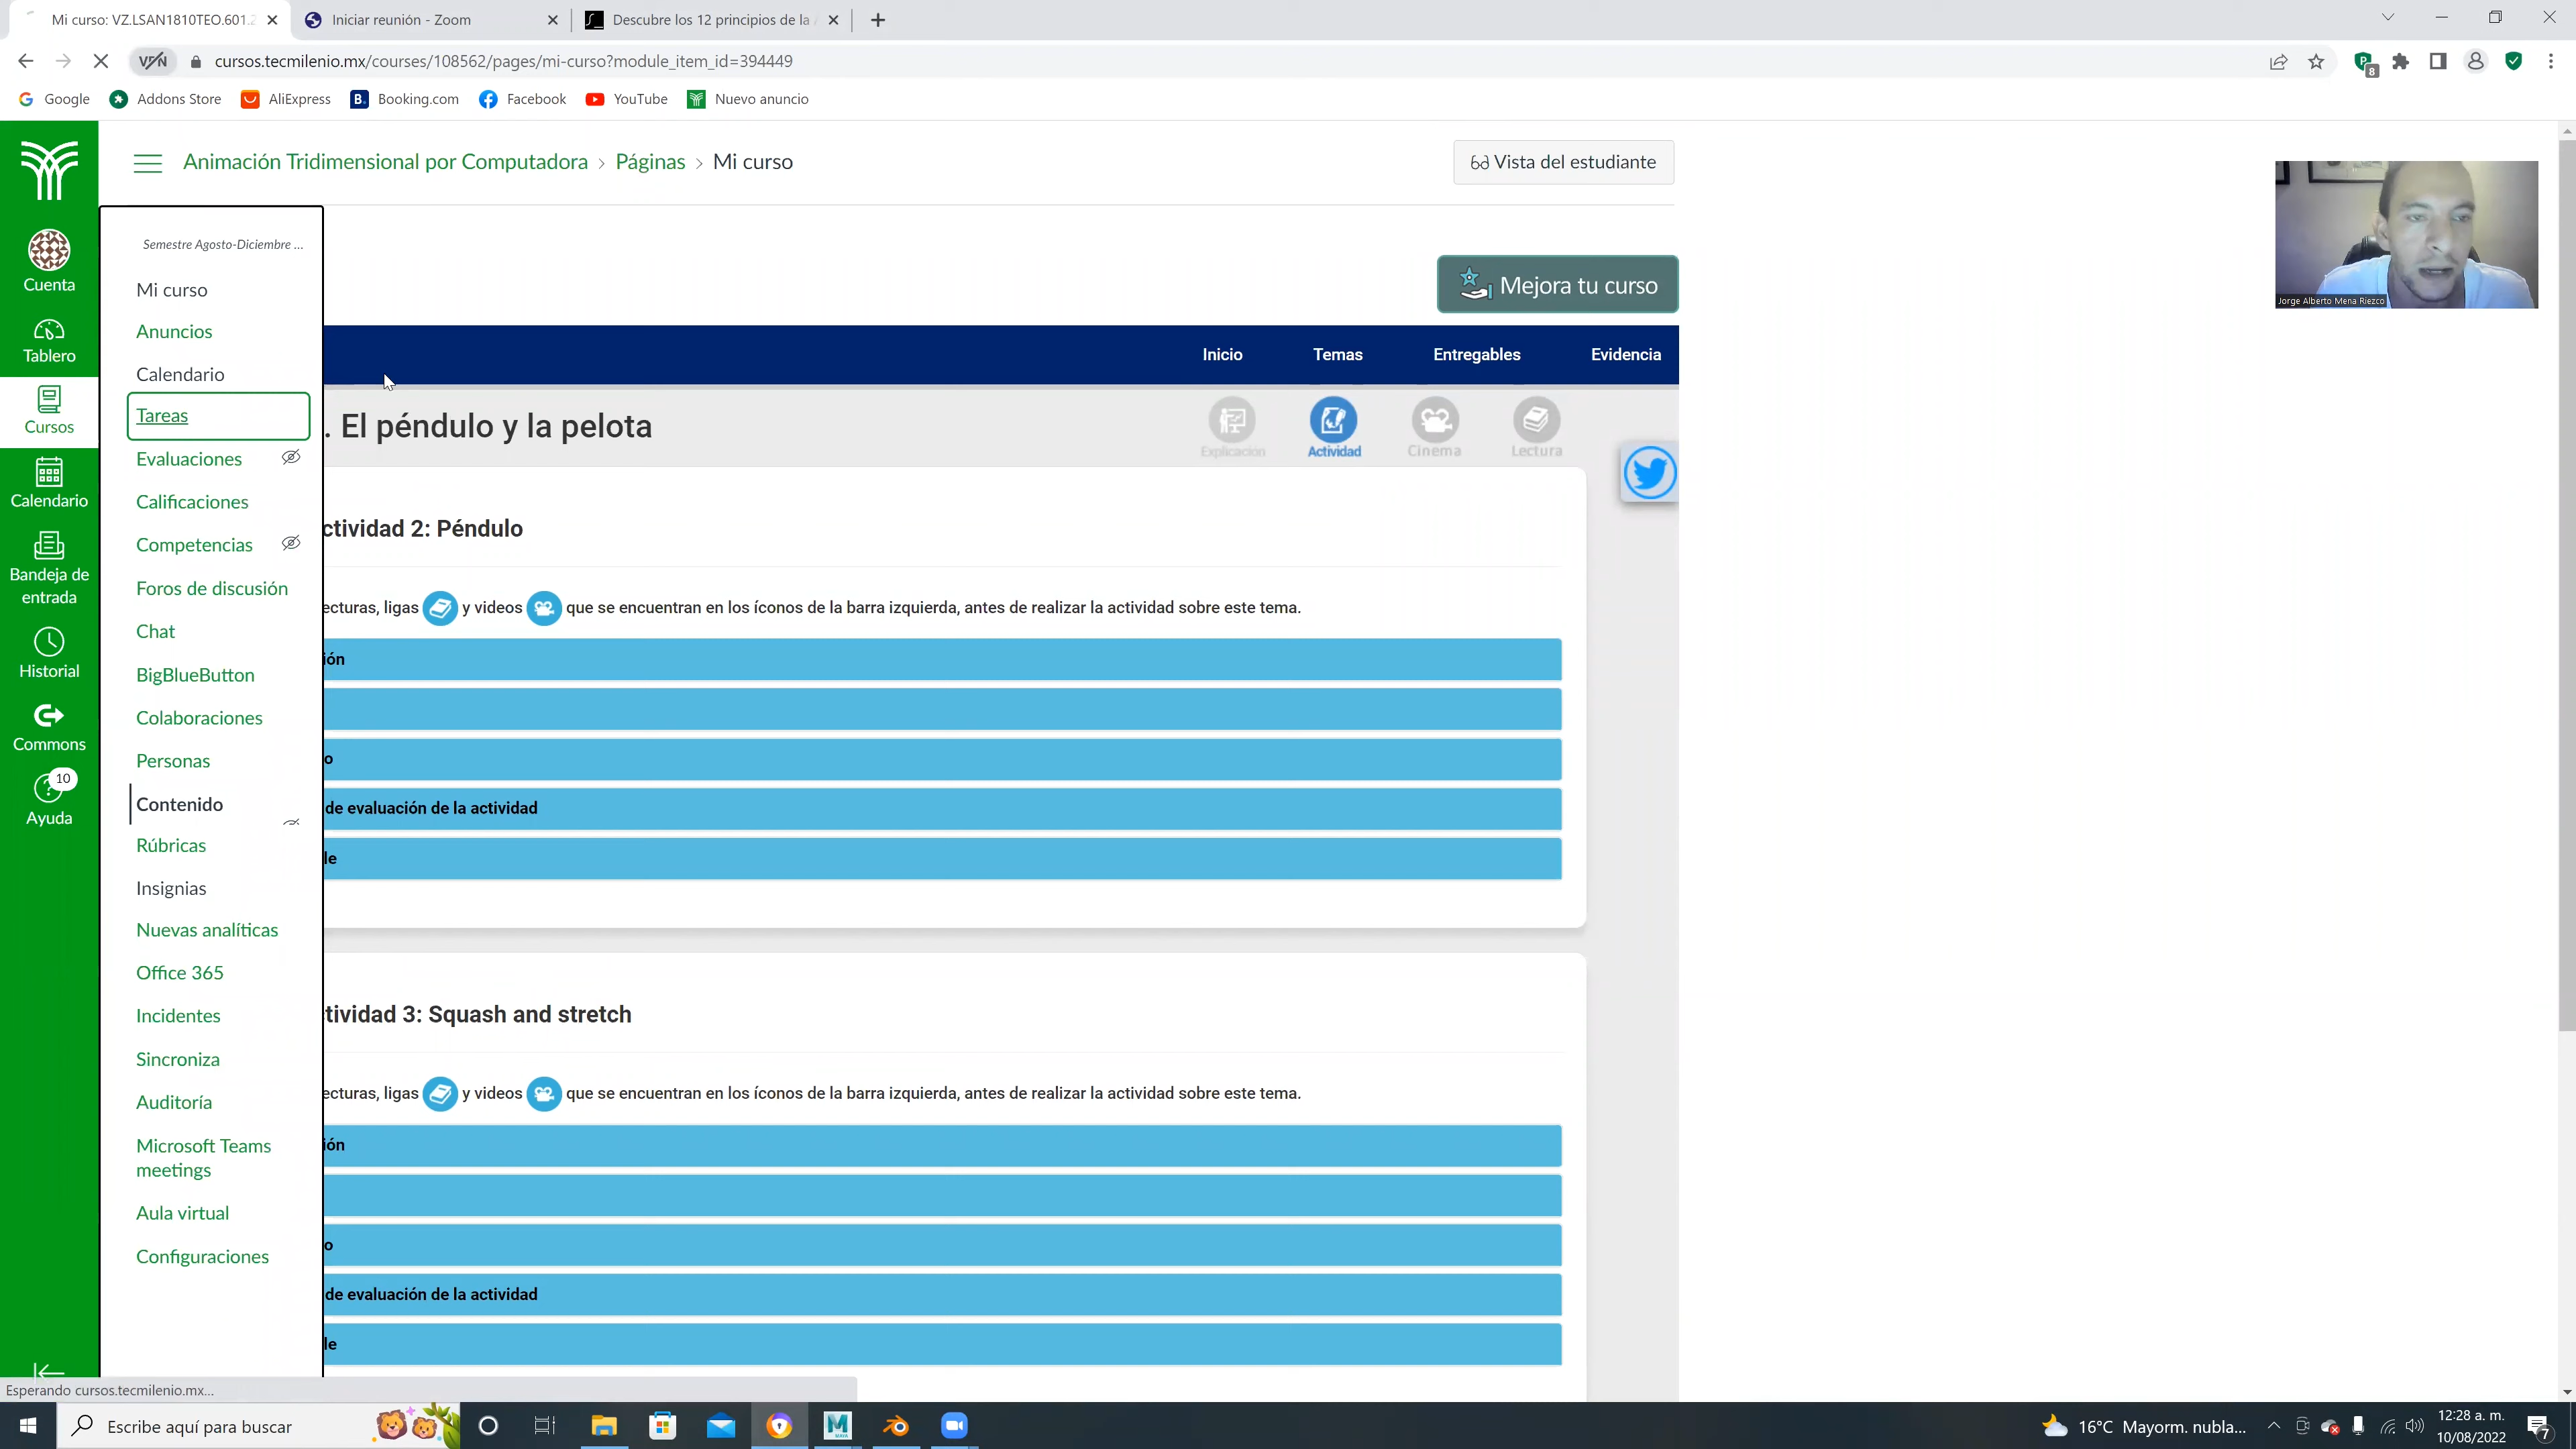 Mi curso: VZ.LSAN1810TEO.601.2
Iniciar reunión - Zoom
Descubre los 12 principios de la A
cursos.tecmilenio.mx/courses/108562/pages/mi-curso?module_item_id=394449
VPN
8
Google
Addons Store
AliExpress
Booking.com
Facebook
YouTube
Nuevo anuncio
Animación Tridimensional por Computadora > Páginas > Mi curso
Vista del estudiante
Cuenta
Tablero
Cursos
Calendario
Bandeja de
entrada
Historial
Commons
10
Ayuda
Semestre Agosto-Diciembre ...
Mi curso
Anuncios
Calendario
Tareas
Evaluaciones
Calificaciones
Competencias
Foros de discusión
Chat
BigBlueButton
Colaboraciones
Personas
Contenido
Rúbricas
Insignias
Nuevas analíticas
Office 365
Incidentes
Sincroniza
Auditoría
Microsoft Teams
meetings
Aula virtual
Configuraciones
Mejora tu curso
Inicio
Temas
Entregables
Evidencia
. El péndulo y la pelota
Explicación
Actividad
Cinema
Lectura
ctividad 2: Péndulo
ecturas, ligas y videos que se encuentran en los íconos de la barra izquierda, antes de realizar la actividad sobre este tema.
ión
o
de evaluación de la actividad
le
tividad 3: Squash and stretch
ecturas, ligas y videos que se encuentran en los íconos de la barra izquierda, antes de realizar la actividad sobre este tema.
ión
o
de evaluación de la actividad
le
Jorge Alberto Mena Riezco
Esperando cursos.tecmilenio.mx...
Escribe aquí para buscar
16°C Mayorm. nubla...
12:28 a. m.
10/08/2022
7